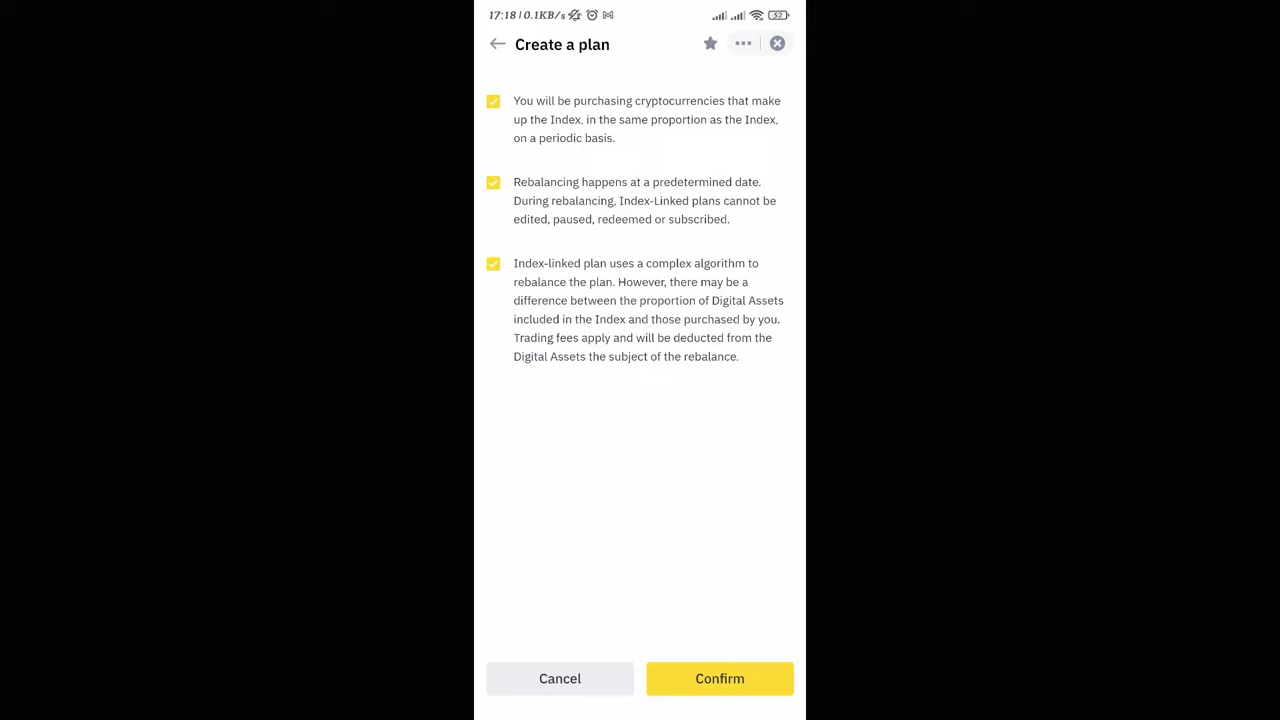 17:18 | 0.1KB/s 52
Create a plan
You will be purchasing cryptocurrencies that make
up the Index, in the same proportion as the Index,
on a periodic basis.
Rebalancing happens at a predetermined date.
During rebalancing, Index-Linked plans cannot be
edited, paused, redeemed or subscribed.
Index-linked plan uses a complex algorithm to
rebalance the plan. However, there may be a
difference between the proportion of Digital Assets
included in the Index and those purchased by you.
Trading fees apply and will be deducted from the
Digital Assets the subject of the rebalance.
Cancel
Confirm